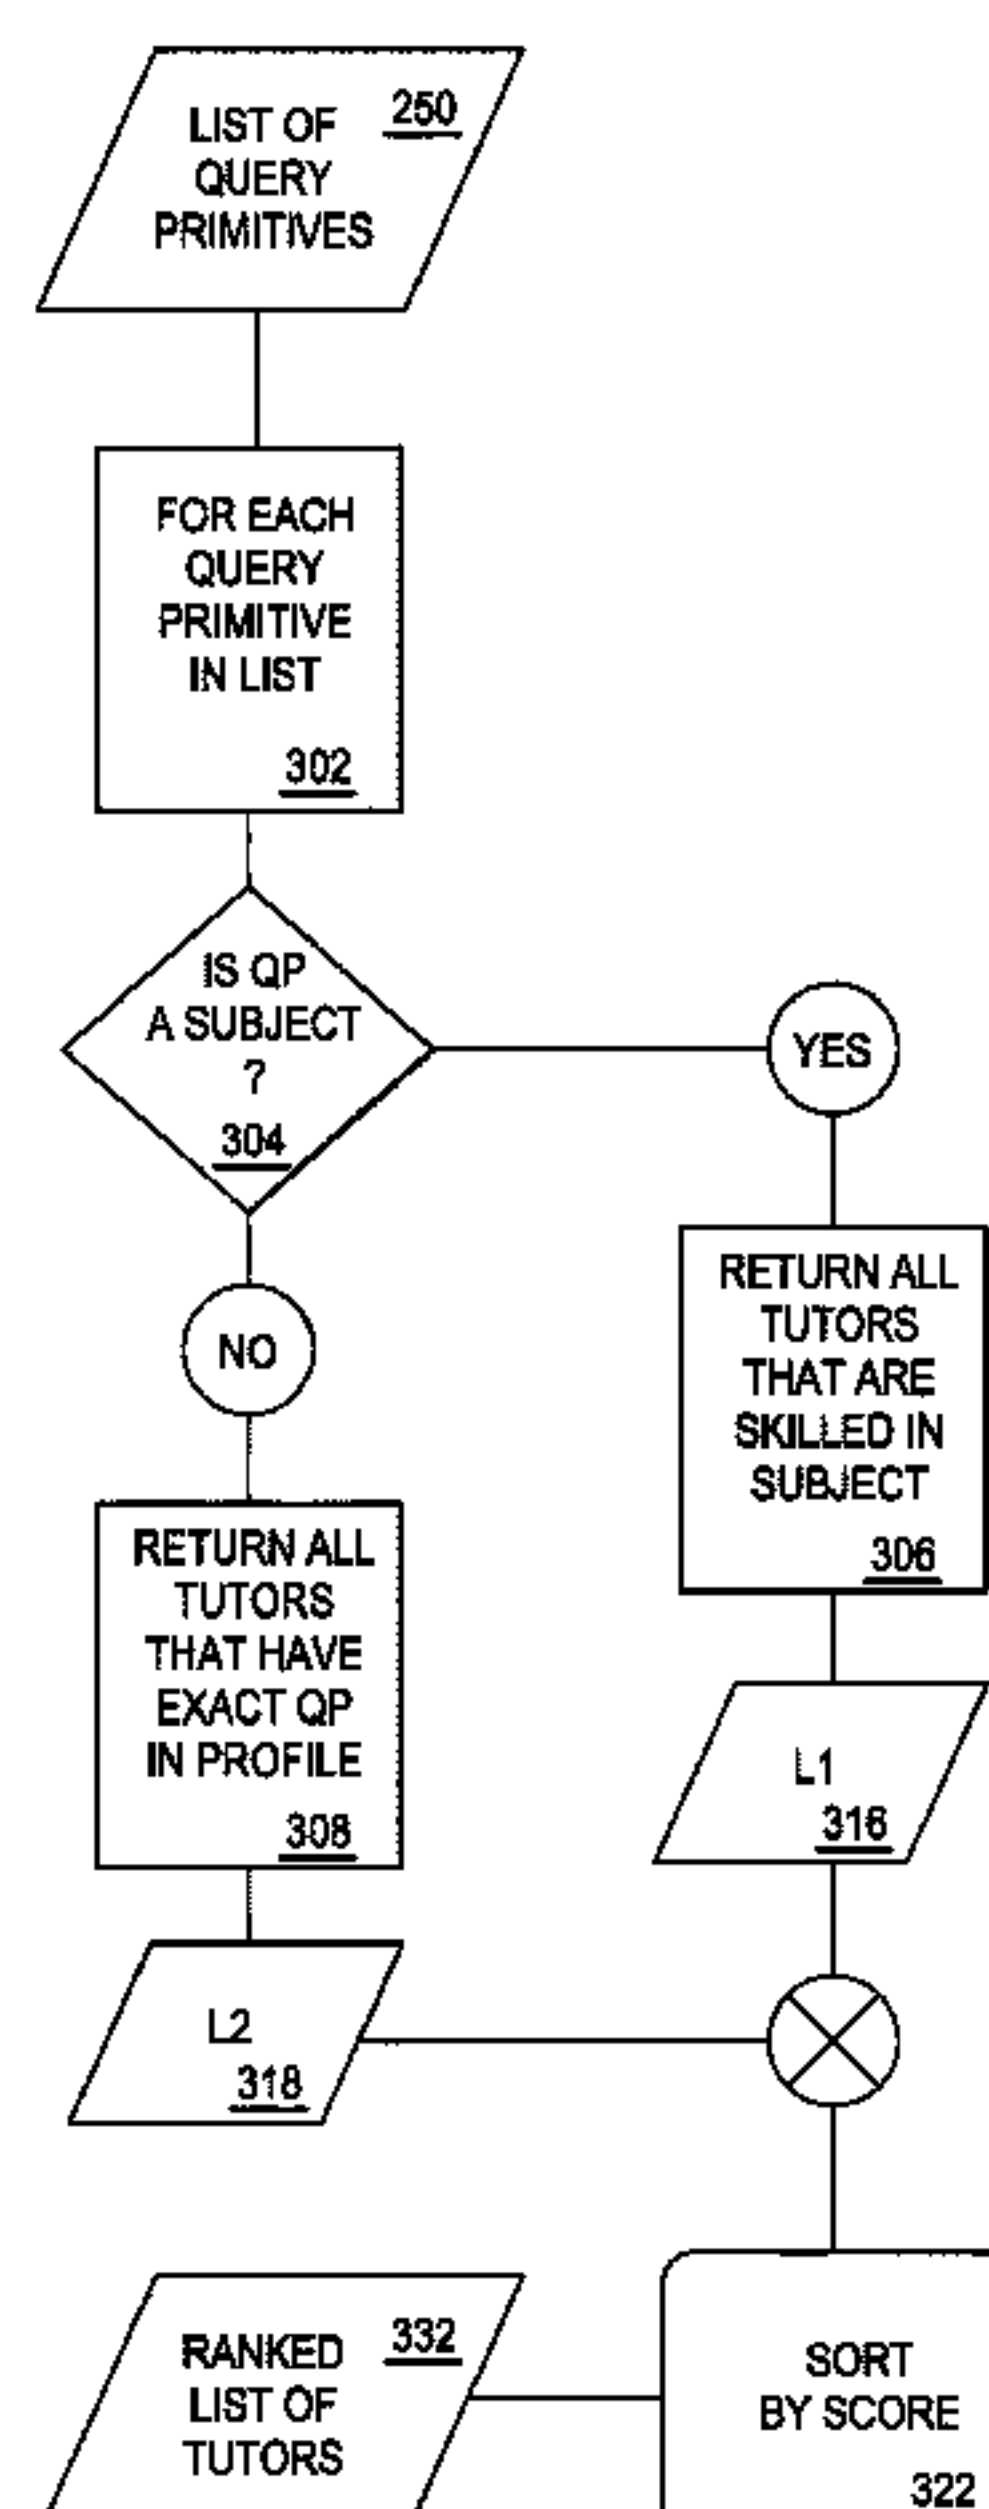 LIST OF
QUERY
PRIMITIVES
250
FOR EACH
QUERY
PRIMITIVE
IN LIST
302
IS QP
A SUBJECT
?
304
YES
NO
RETURN ALL
TUTORS
THAT ARE
SKILLED IN
SUBJECT
306
RETURN ALL
TUTORS
THAT HAVE
EXACT QP
IN PROFILE
308
L1
316
L2
318
RANKED
LIST OF
TUTORS
332
SORT
BY SCORE
322